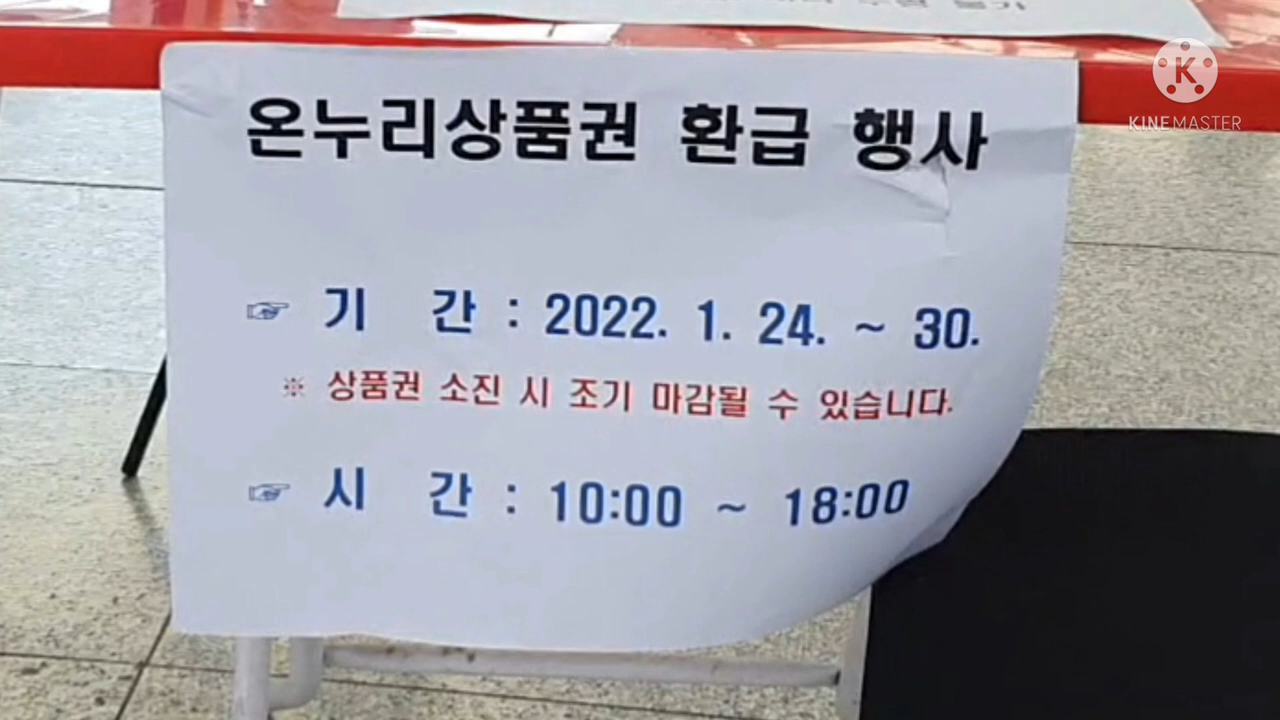 KINEMASTER
온누리상품권 환급 행사
☞ 기 간 : 2022. 1. 24. ~ 30.
※ 상품권 소진 시 조기 마감될 수 있습니다.
☞ 시 간 : 10:00 ~ 18:00